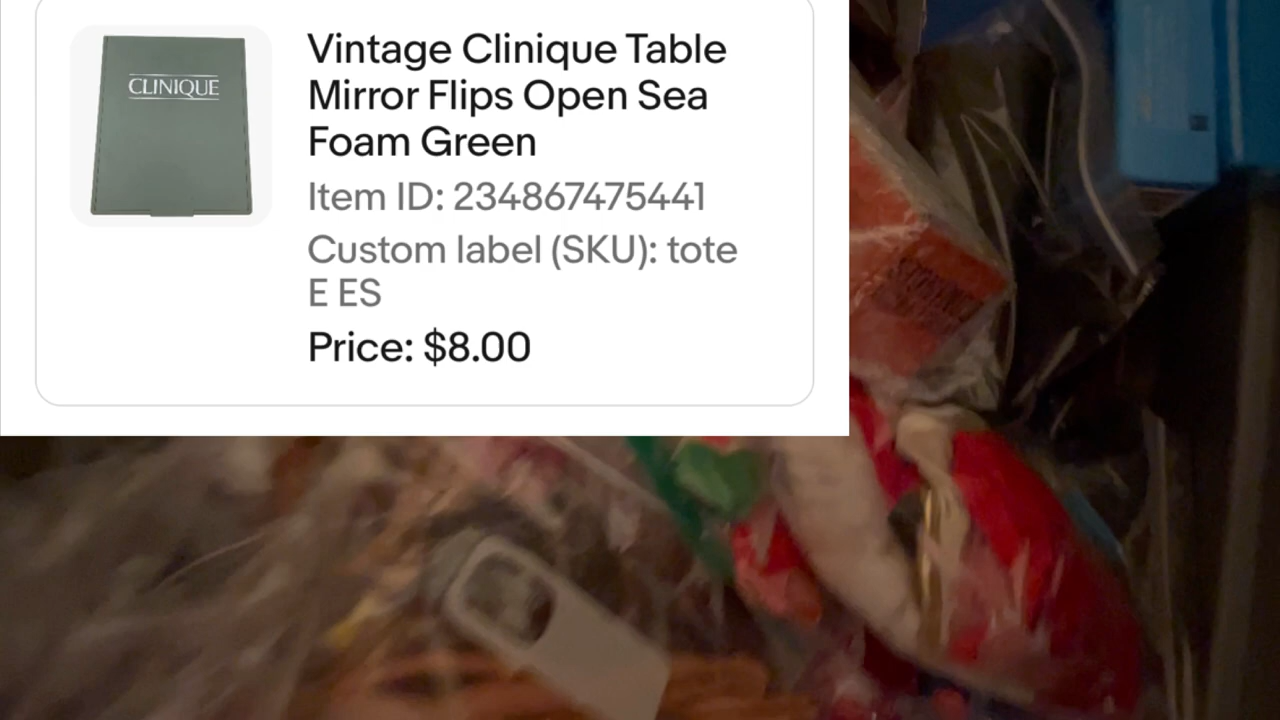 CLINIQUE
Vintage Clinique Table
Mirror Flips Open Sea
Foam Green
Item ID: 234867475441
Custom label (SKU): tote
E ES
Price: $8.00